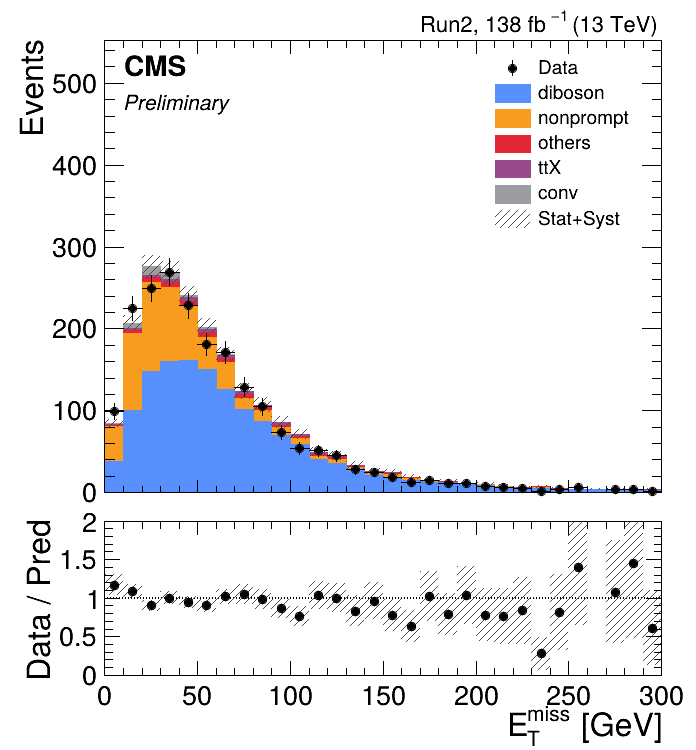 Run2, 138 fb⁻¹ (13 TeV)
CMS
Preliminary
Events
500
400
300
200
100
0
Data
diboson
nonprompt
others
ttX
conv
Stat+Syst
Data / Pred
2
1.5
1
0.5
0
0 50 100 150 200 250 300
E_T^miss [GeV]